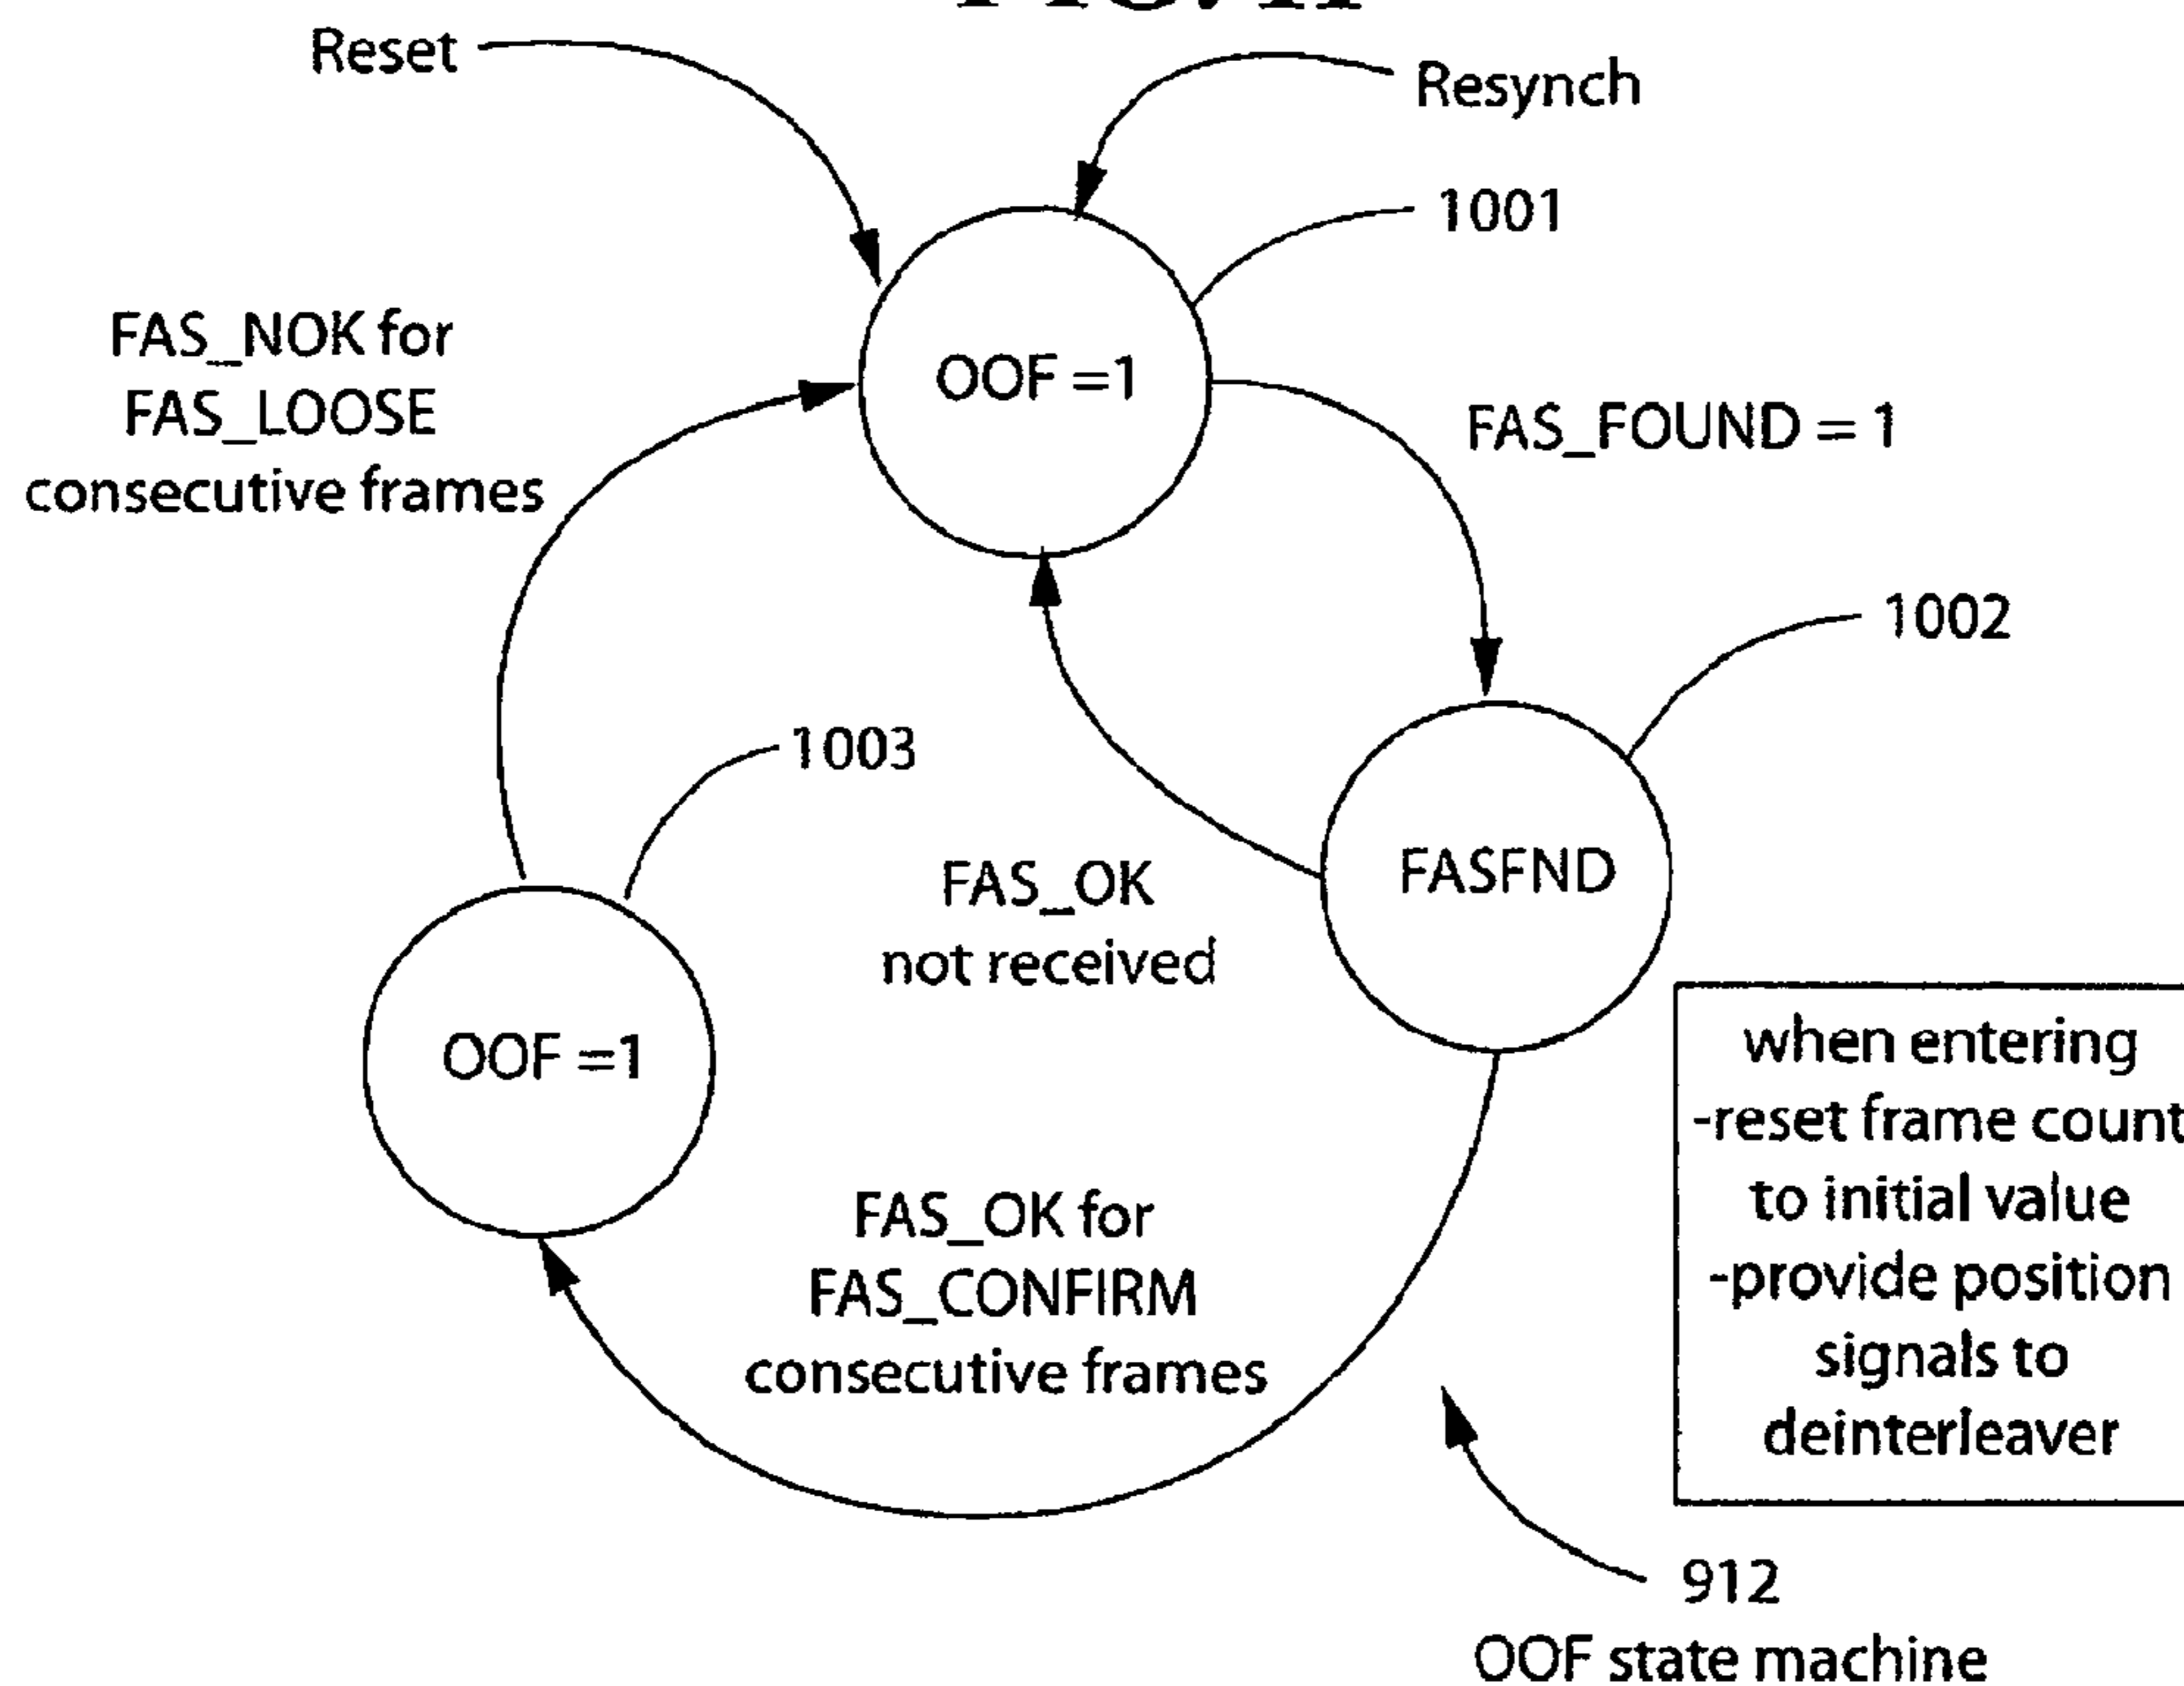 Reset
Resynch
1001
FAS_NOK for
FAS_LOOSE
consecutive frames
OOF =1
FAS_FOUND = 1
1002
1003
FAS_OK
not received
FASFND
OOF =1
when entering
-reset frame count
to initial value
-provide position
signals to
deinterleaver
FAS_OK for
FAS_CONFIRM
consecutive frames
912
OOF state machine